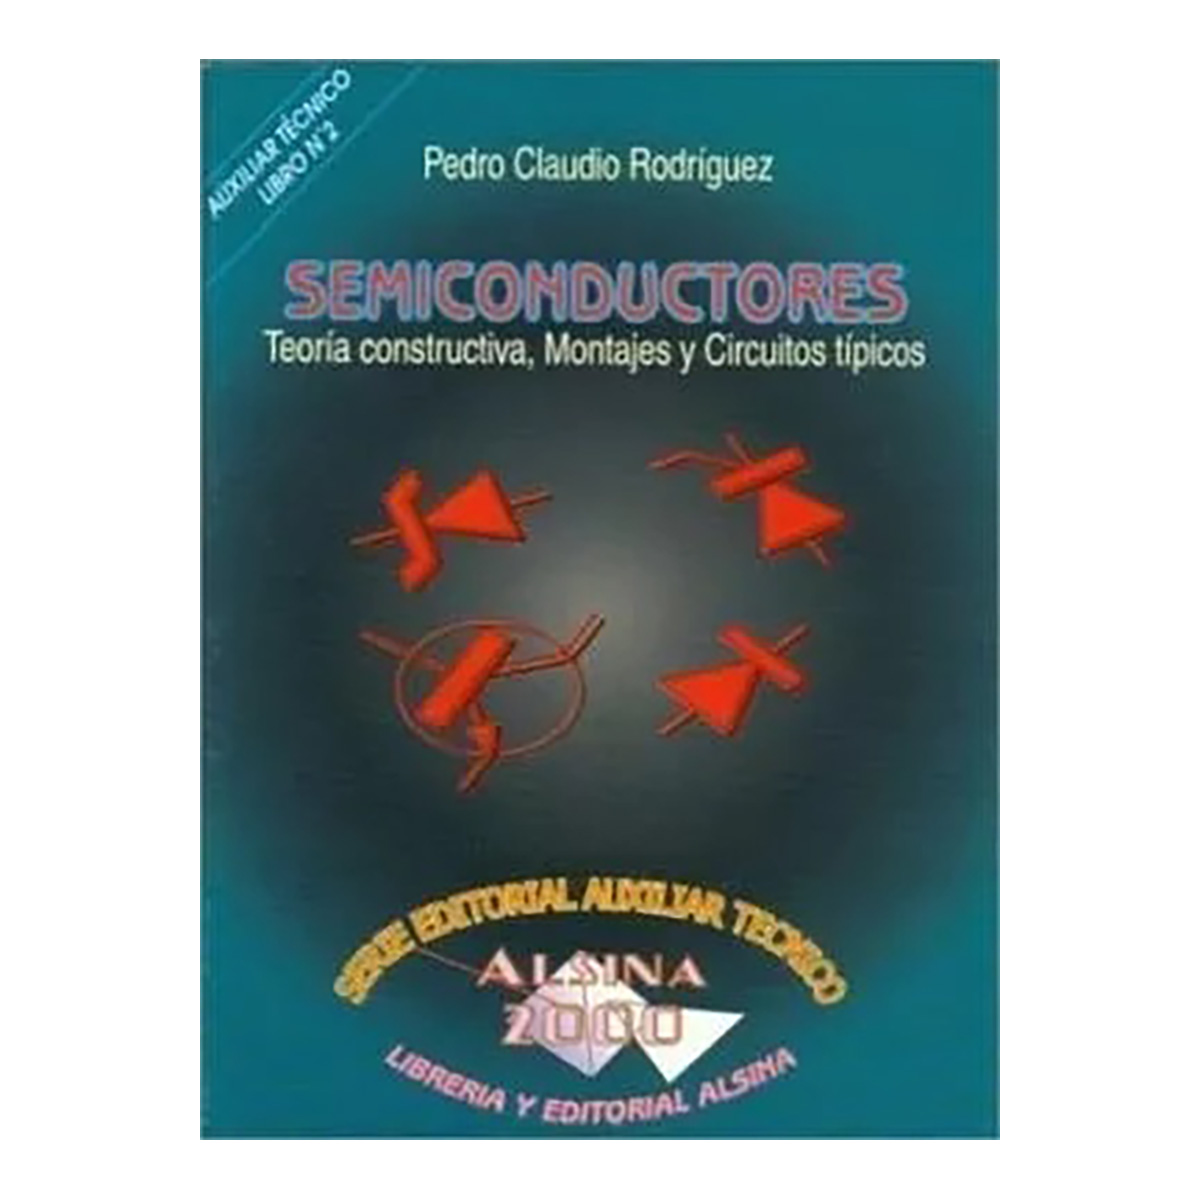 AUXILIAR TÉCNICO
LIBRO N°2
Pedro Claudio Rodríguez
SEMICONDUCTORES
Teoría constructiva, Montajes y Circuitos típicos
SERIE EDITORIAL AUXILIAR TECNICO
ALSINA
2000
LIBRERIA Y EDITORIAL ALSINA